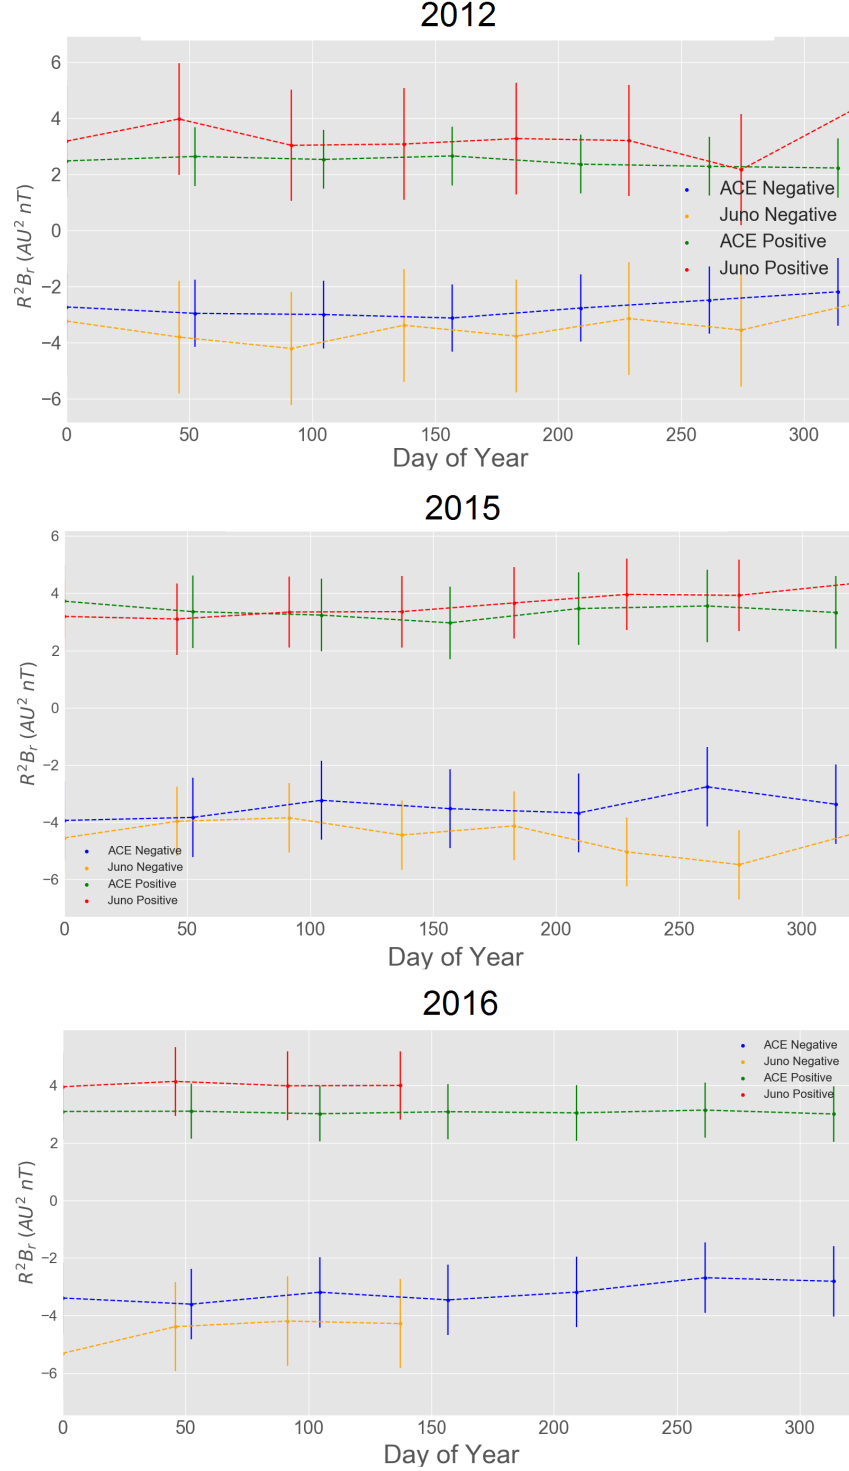 2012
6
4
2
0
−2
−4
−6
R²Bᵣ (AU² nT)
ACE Negative
Juno Negative
ACE Positive
Juno Positive
0 50 100 150 200 250 300
Day of Year
2015
6
4
2
0
−2
−4
−6
R²Bᵣ (AU² nT)
ACE Negative
Juno Negative
ACE Positive
Juno Positive
0 50 100 150 200 250 300
Day of Year
2016
4
2
0
−2
−4
−6
R²Bᵣ (AU² nT)
ACE Negative
Juno Negative
ACE Positive
Juno Positive
0 50 100 150 200 250 300
Day of Year